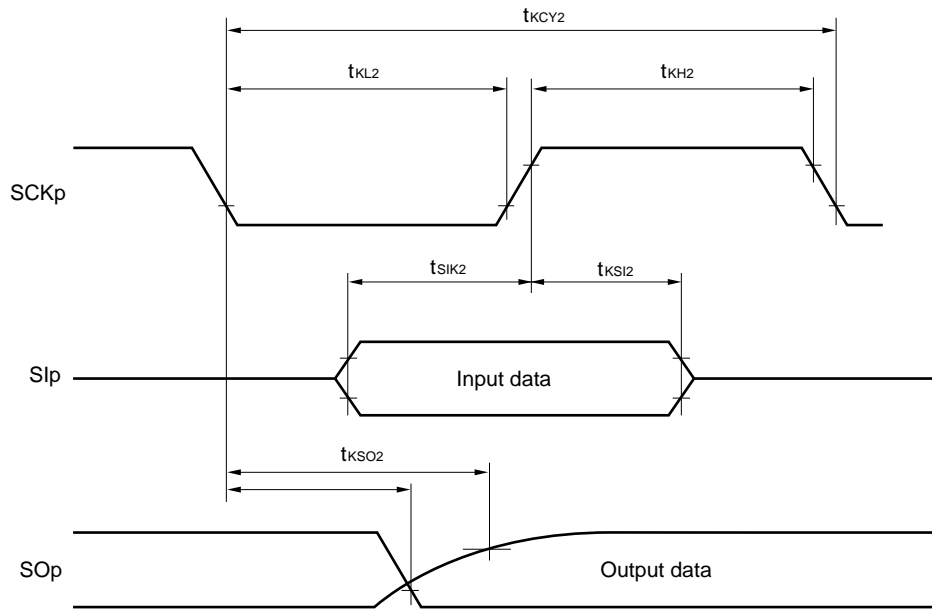 tKCY2
tKL2
tKH2
SCKp
tSIK2
tKSI2
SIp
Input data
tKSO2
SOp
Output data